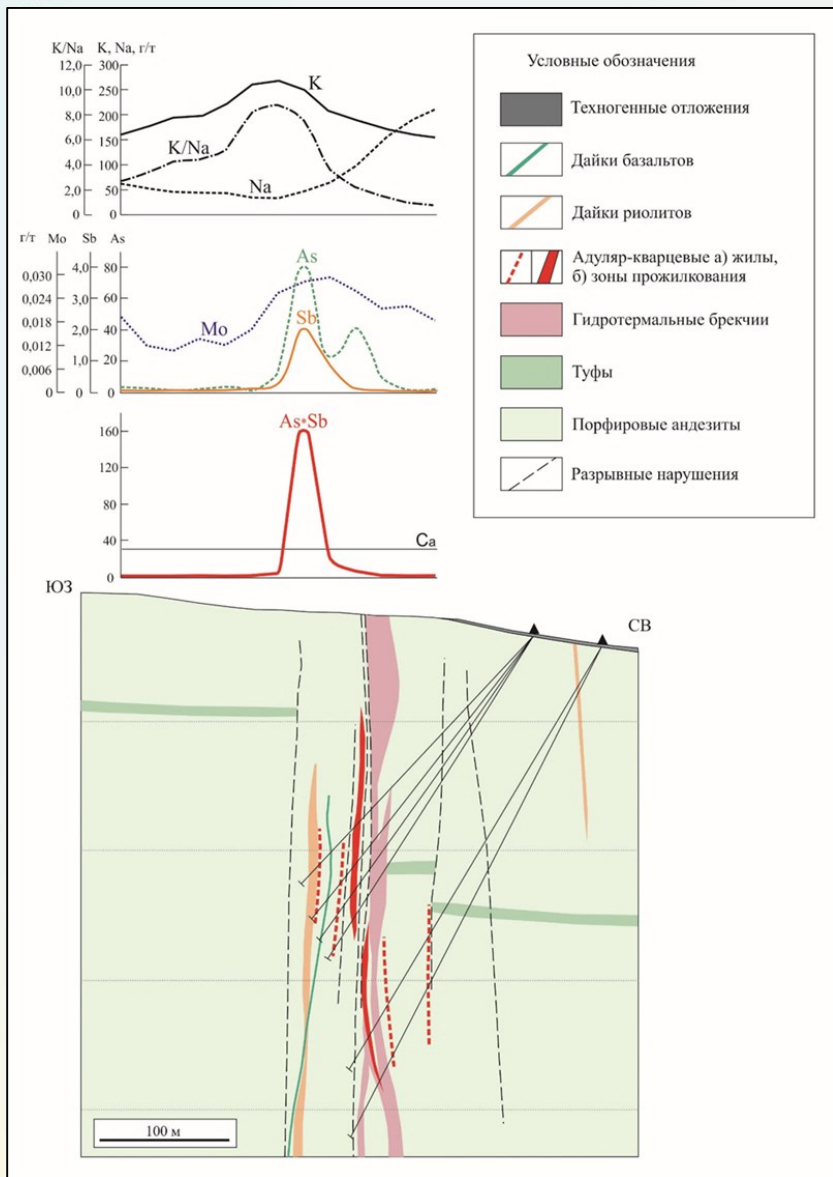 K/Na K, Na, г/т
12,0 300
10,0 250
8,0 200
6,0 150
4,0 100
2,0 50
0 0
K
K/Na
Na
Условные обозначения
Техногенные отложения
Дайки базальтов
Дайки риолитов
Адуляр-кварцевые а) жилы,
б) зоны прожилкования
Гидротермальные брекчии
Туфы
Порфировые андезиты
Разрывные нарушения
г/т Mo Sb As
0,030 4,0 80
0,024 3,0 60
0,018 2,0 40
0,012 1,0 20
0,006
0 0 0
As
Mo
Sb
160
120
80
40
0
As*Sb
Ca
ЮЗ
СВ
100 м